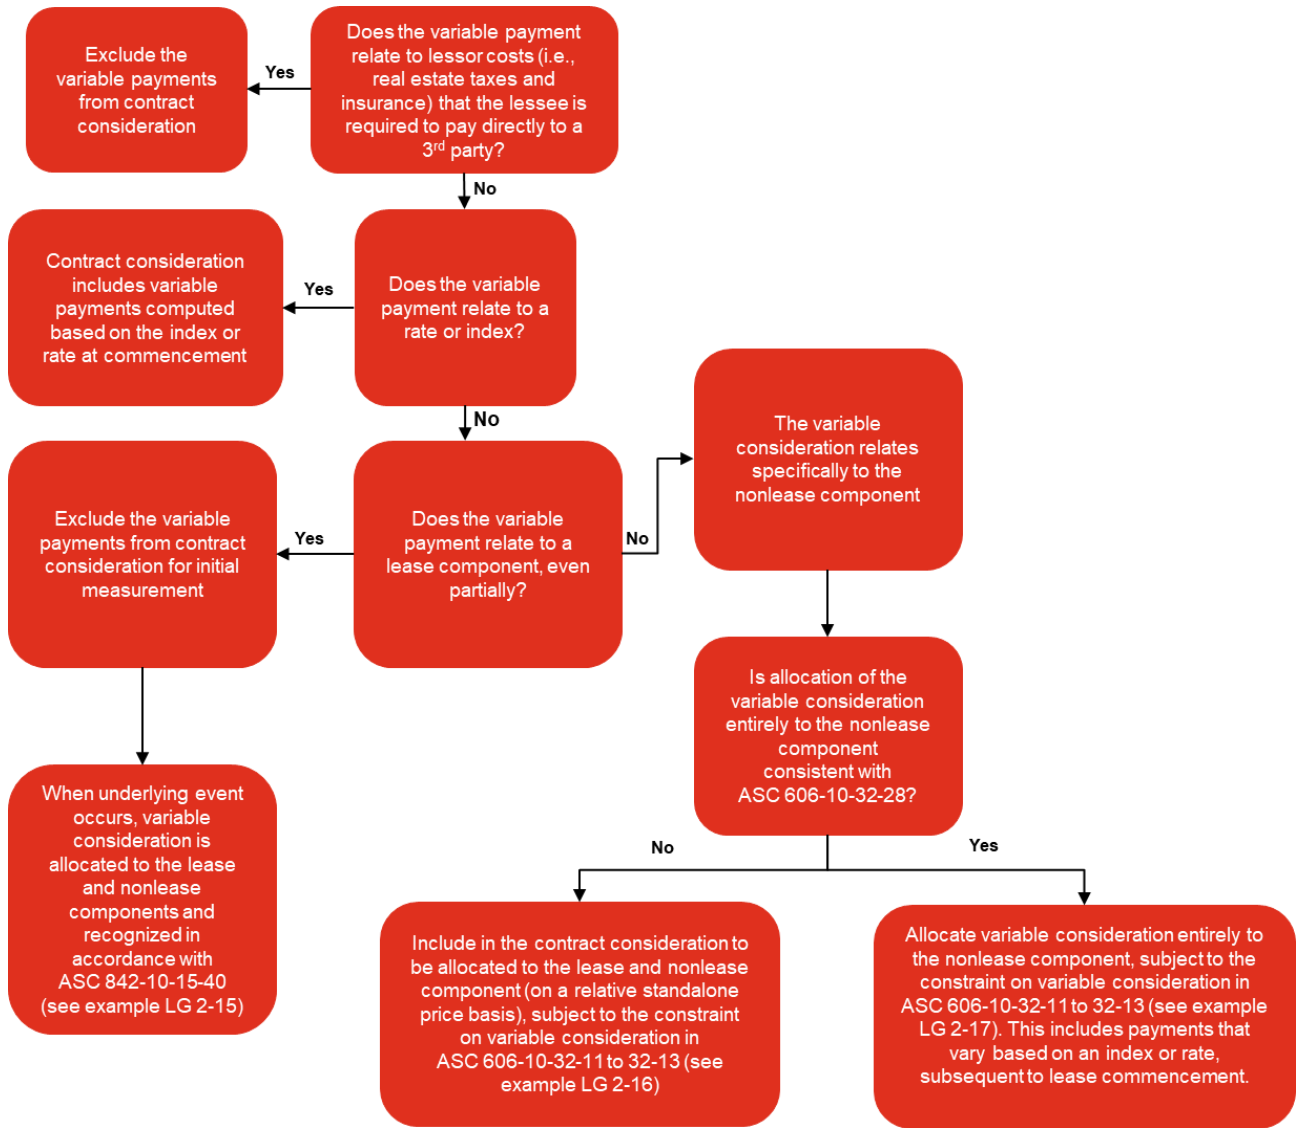 Exclude the
variable payments
from contract
consideration
Yes
Does the variable payment
relate to lessor costs (i.e.,
real estate taxes and
insurance) that the lessee is
required to pay directly to a
3rd party?
No
Contract consideration
includes variable
payments computed
based on the index or
rate at commencement
Yes
Does the variable
payment relate to a
rate or index?
No
Exclude the variable
payments from contract
consideration for initial
measurement
Yes
Does the variable
payment relate to a
lease component, even
partially?
No
The variable
consideration relates
specifically to the
nonlease component
Is allocation of the
variable consideration
entirely to the nonlease
component
consistent with
ASC 606-10-32-28?
When underlying event
occurs, variable
consideration is
allocated to the lease
and nonlease
components and
recognized in
accordance with
ASC 842-10-15-40
(see example LG 2-15)
No
Yes
Include in the contract consideration to
be allocated to the lease and nonlease
component (on a relative standalone
price basis), subject to the constraint
on variable consideration in
ASC 606-10-32-11 to 32-13 (see
example LG 2-16)
Allocate variable consideration entirely to
the nonlease component, subject to the
constraint on variable consideration in
ASC 606-10-32-11 to 32-13 (see example
LG 2-17). This includes payments that
vary based on an index or rate,
subsequent to lease commencement.